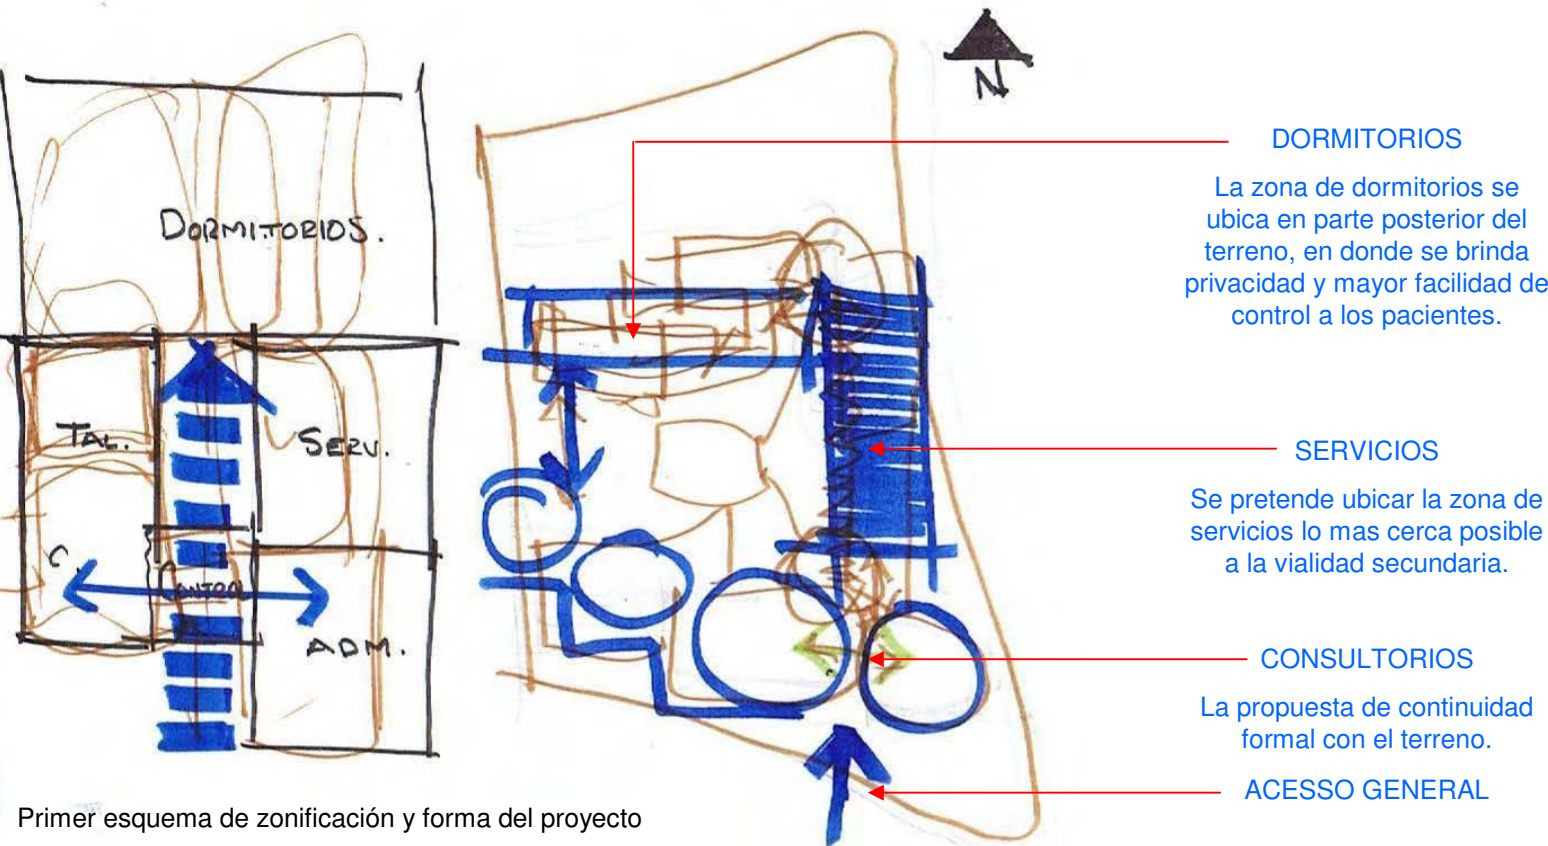 N
DORMITORIOS
La zona de dormitorios se
ubica en parte posterior del
terreno, en donde se brinda
privacidad y mayor facilidad de
control a los pacientes.
DORMITORIOS.
TAL.
SERV.
SERVICIOS
Se pretende ubicar la zona de
servicios lo mas cerca posible
a la vialidad secundaria.
C.
CONTROL
ADM.
CONSULTORIOS
La propuesta de continuidad
formal con el terreno.
ACESSO GENERAL
Primer esquema de zonificación y forma del proyecto